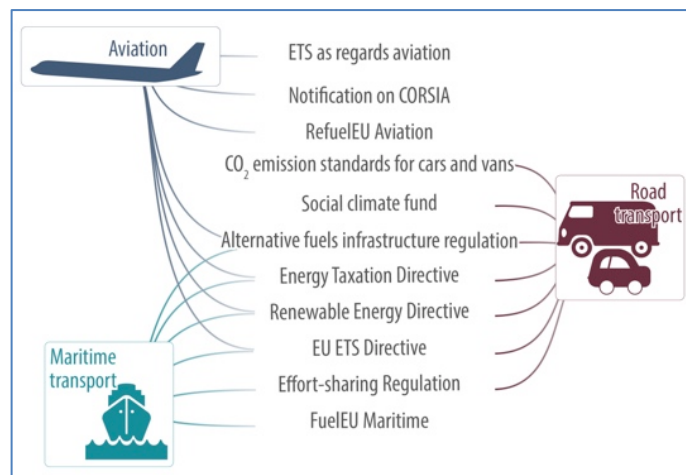 Aviation
ETS as regards aviation
Notification on CORSIA
RefuelEU Aviation
CO₂ emission standards for cars and vans
Road
transport
Social climate fund
Alternative fuels infrastructure regulation
Energy Taxation Directive
Renewable Energy Directive
EU ETS Directive
Maritime
transport
Effort-sharing Regulation
FuelEU Maritime